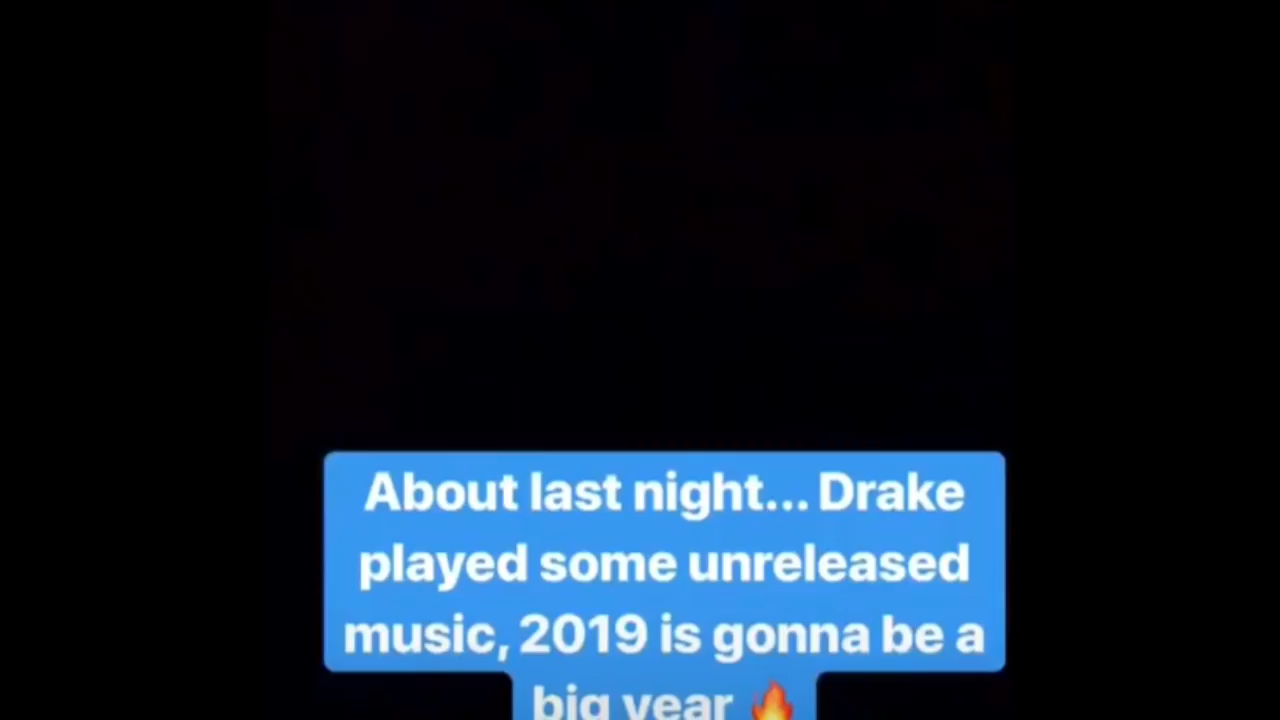 About last night... Drake
played some unreleased
music, 2019 is gonna be a
big year 🔥